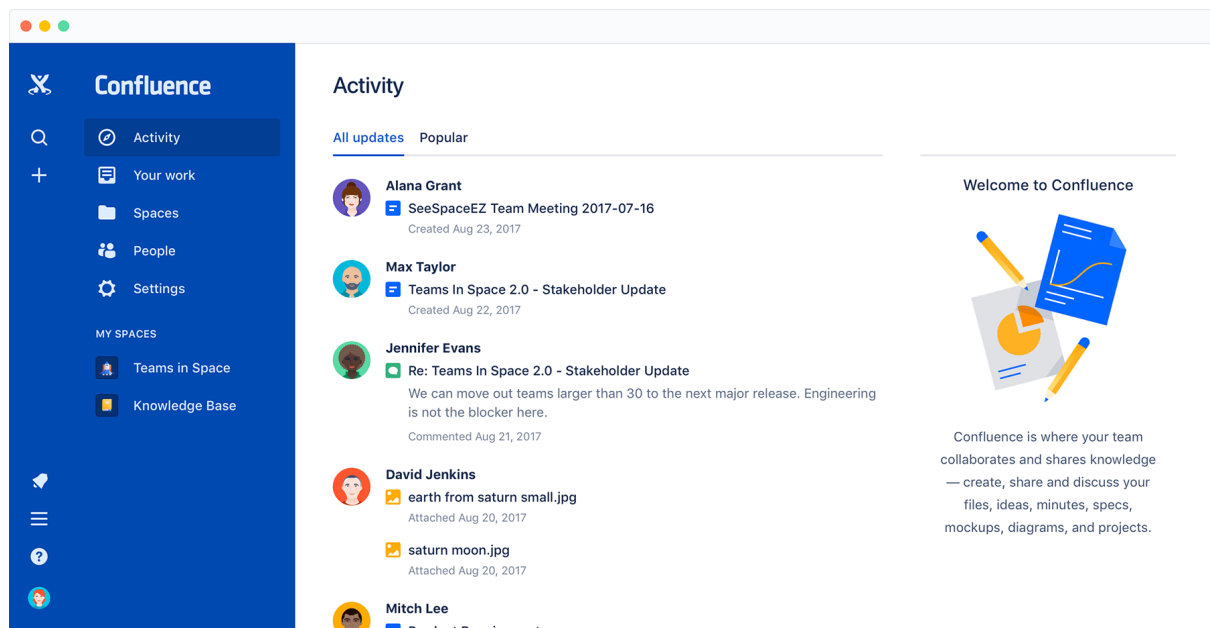 Confluence
Activity
Your work
Spaces
People
Settings
MY SPACES
Teams in Space
Knowledge Base
?
Activity
All updates Popular
Alana Grant
SeeSpaceEZ Team Meeting 2017-07-16
Created Aug 23, 2017
Max Taylor
Teams In Space 2.0 - Stakeholder Update
Created Aug 22, 2017
Jennifer Evans
Re: Teams In Space 2.0 - Stakeholder Update
We can move out teams larger than 30 to the next major release. Engineering
is not the blocker here.
Commented Aug 21, 2017
David Jenkins
earth from saturn small.jpg
Attached Aug 20, 2017
saturn moon.jpg
Attached Aug 20, 2017
Mitch Lee
Welcome to Confluence
Confluence is where your team
collaborates and shares knowledge
— create, share and discuss your
files, ideas, minutes, specs,
mockups, diagrams, and projects.